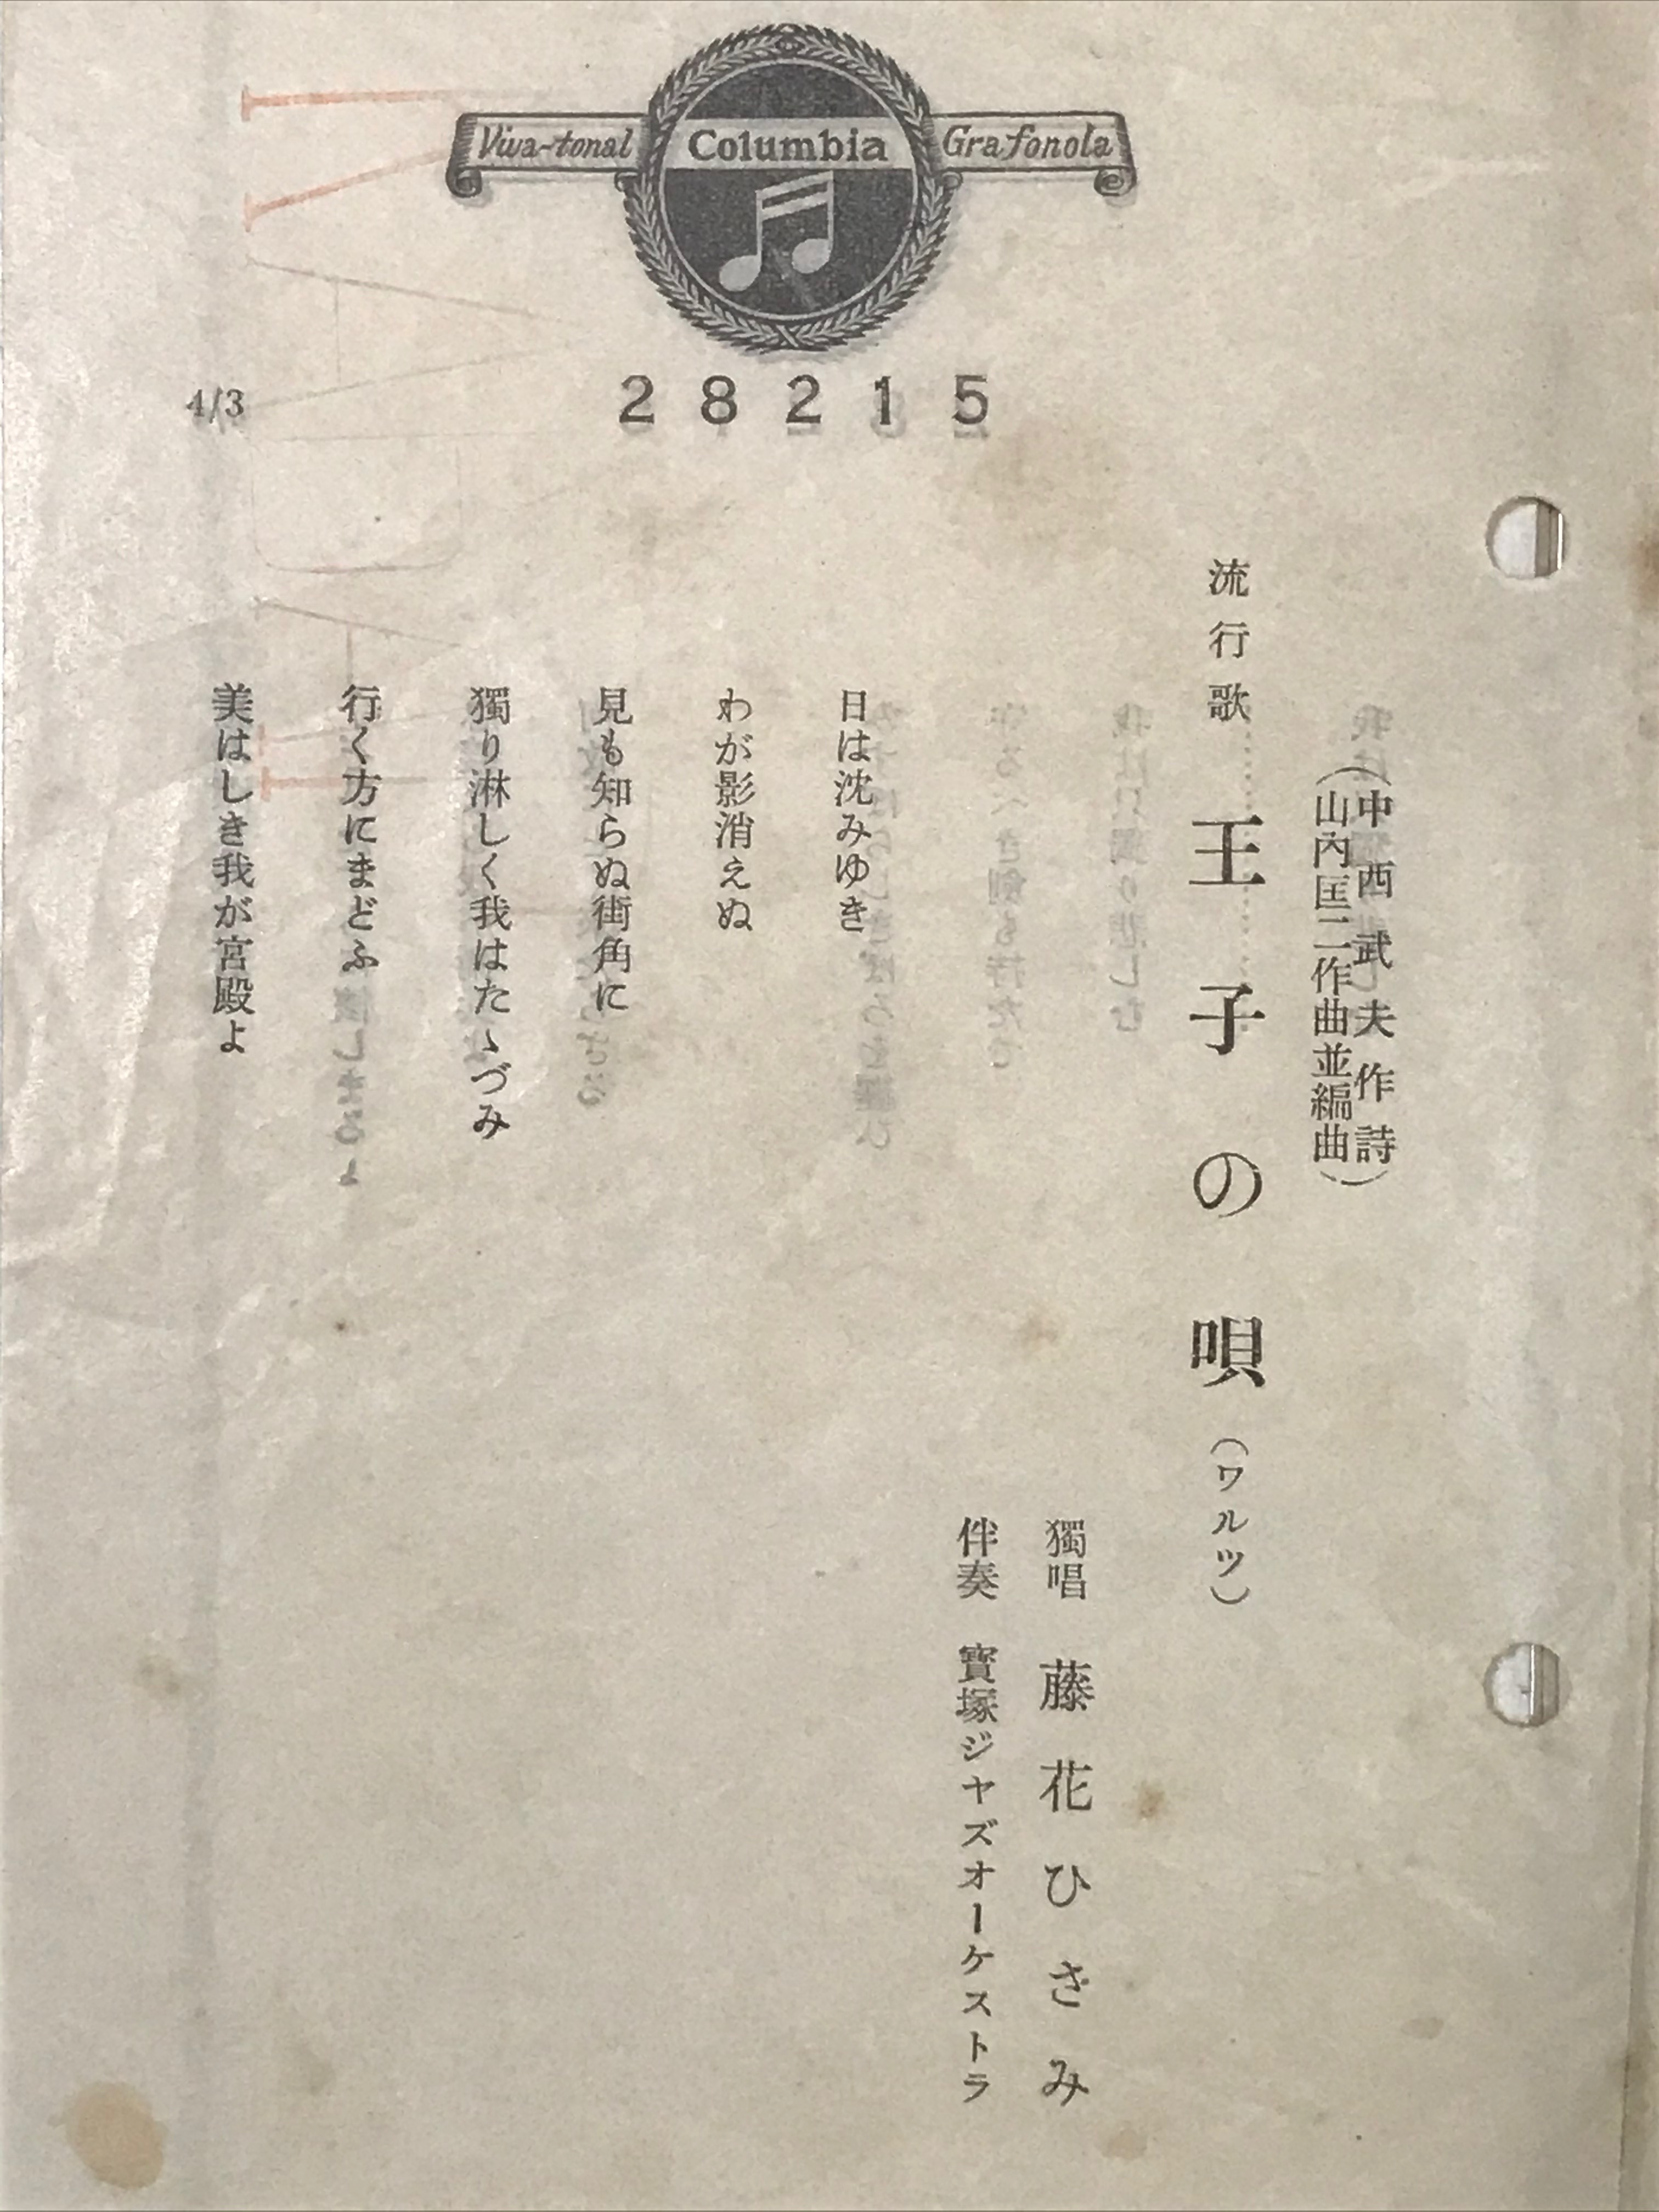 Viva-tonal Columbia Grafonola
28215
4/3
(中西武夫作詩
山内匡二作曲並編曲)
流行歌……王子の唄(ワルツ)
獨唱 藤花ひさみ
伴奏 寳塚ジヤズオーケストラ
日は沈みゆき
わが影消えぬ
見も知らぬ街角に
獨り淋しく我はたゝづみ
行く方にまどふ
美はしき我が宮殿よ